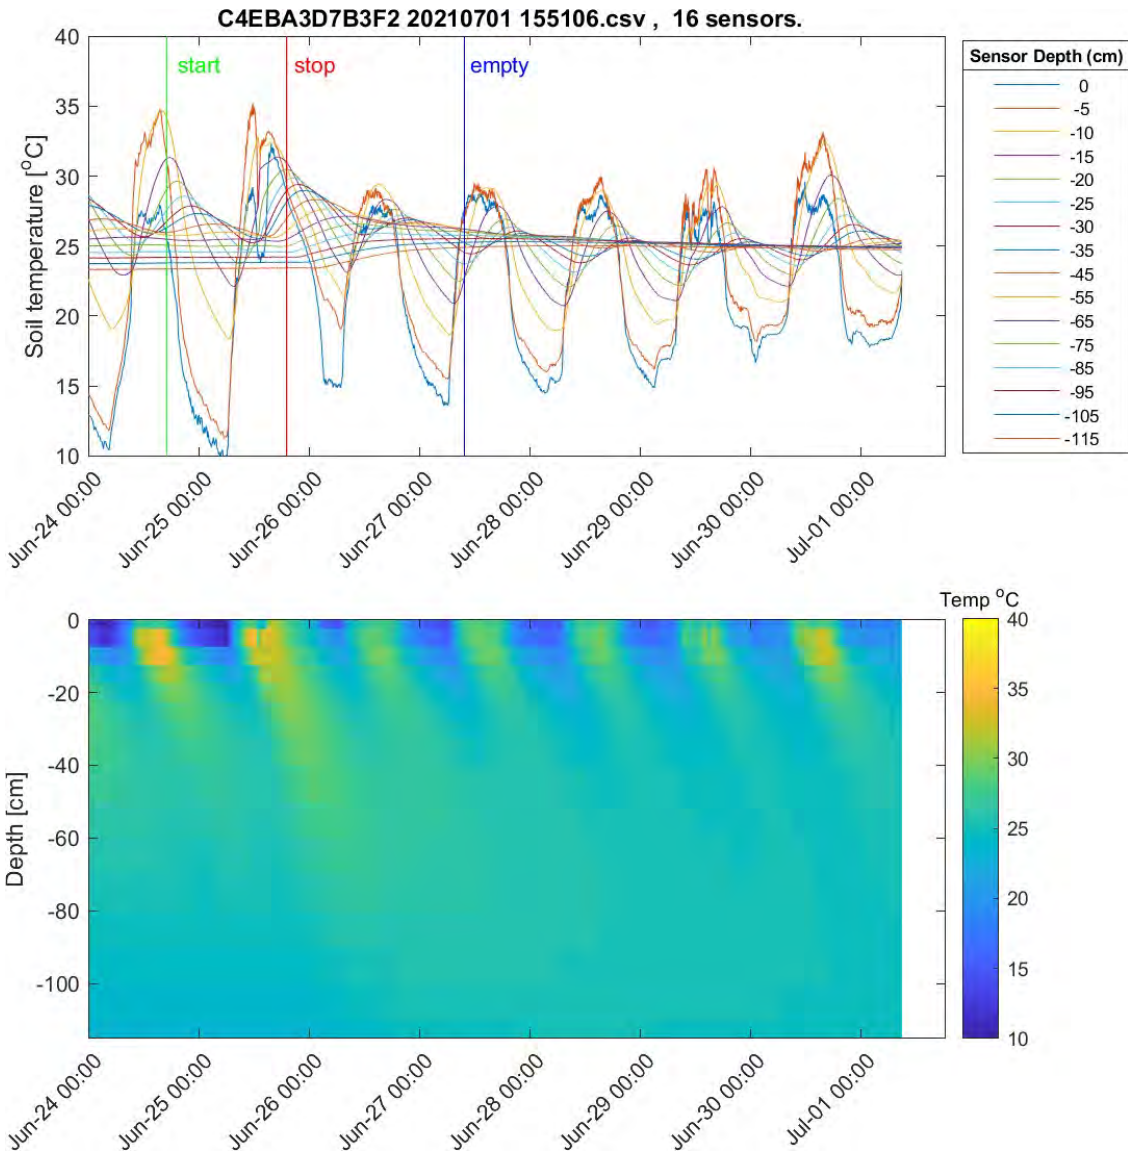 C4EBA3D7B3F2 20210701 155106.csv , 16 sensors.
Soil temperature [°C]
40
35
30
25
20
15
10
start
stop
empty
Jun-24 00:00
Jun-25 00:00
Jun-26 00:00
Jun-27 00:00
Jun-28 00:00
Jun-29 00:00
Jun-30 00:00
Jul-01 00:00
Sensor Depth (cm)
0
-5
-10
-15
-20
-25
-30
-35
-45
-55
-65
-75
-85
-95
-105
-115
Depth [cm]
0
-20
-40
-60
-80
-100
Jun-24 00:00
Jun-25 00:00
Jun-26 00:00
Jun-27 00:00
Jun-28 00:00
Jun-29 00:00
Jun-30 00:00
Jul-01 00:00
Temp °C
40
35
30
25
20
15
10